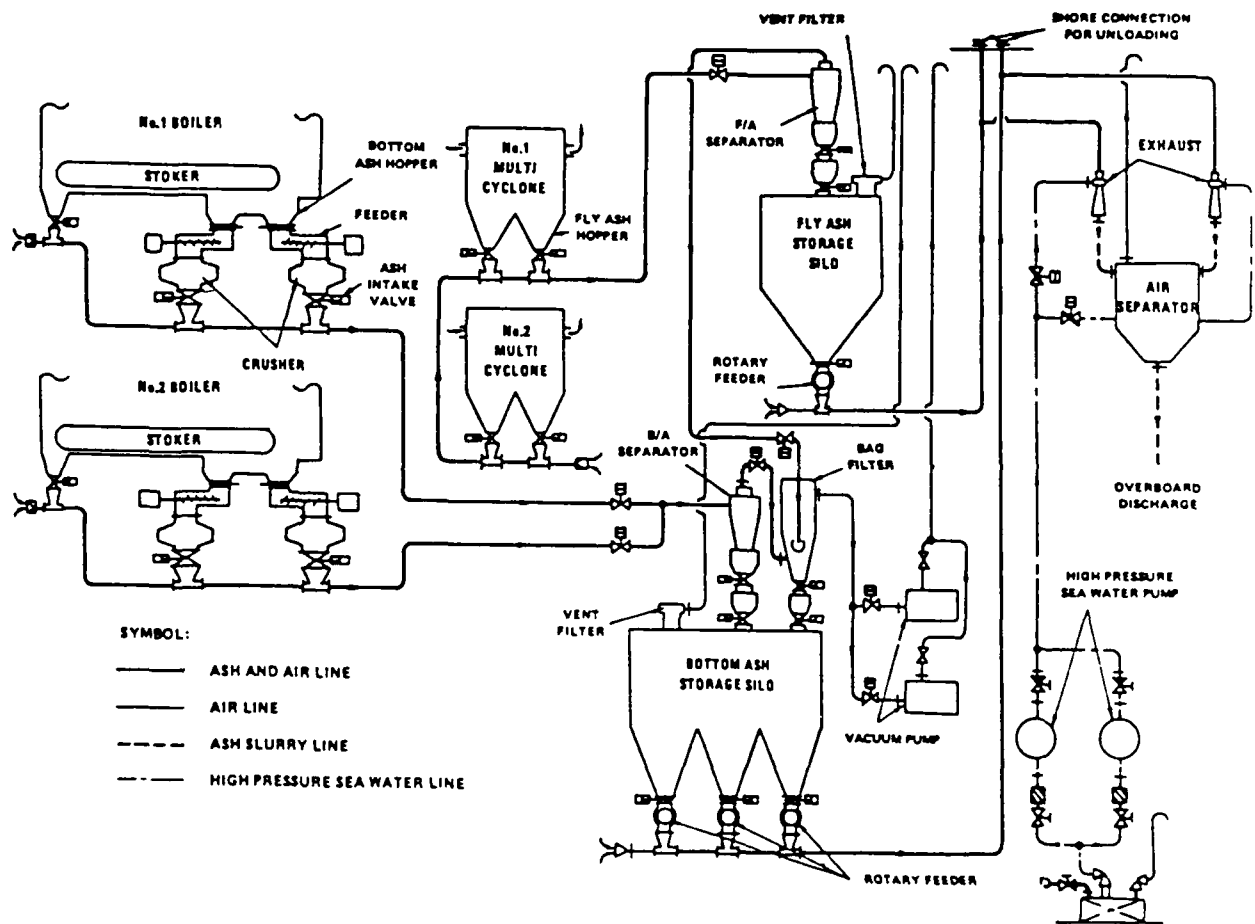 VENT FILTER
SHORE CONNECTION
FOR UNLOADING
No.1 BOILER
STOKER
BOTTOM
ASH HOPPER
No.1
MULTI
CYCLONE
F/A
SEPARATOR
EXHAUST
FEEDER
FLY ASH
HOPPER
FLY ASH
STORAGE
SILO
ASH
INTAKE
VALVE
AIR
SEPARATOR
CRUSHER
No.2
MULTI
CYCLONE
ROTARY
FEEDER
No.2 BOILER
STOKER
B/A
SEPARATOR
BAG
FILTER
OVERBOARD
DISCHARGE
HIGH PRESSURE
SEA WATER PUMP
VENT
FILTER
SYMBOL:
ASH AND AIR LINE
AIR LINE
ASH SLURRY LINE
HIGH PRESSURE SEA WATER LINE
BOTTOM ASH
STORAGE SILO
VACUUM PUMP
ROTARY FEEDER